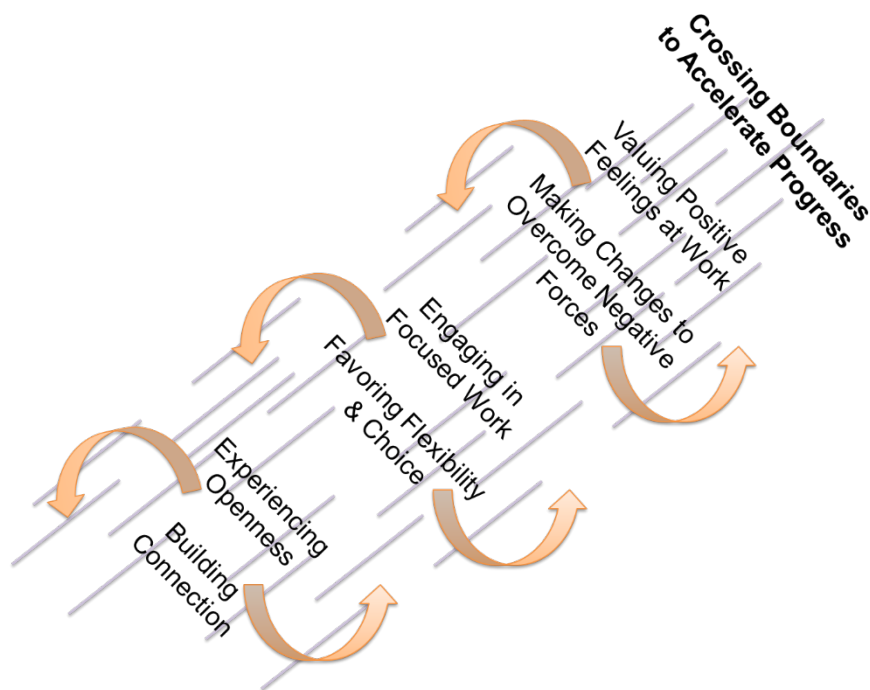 Crossing Boundaries
to Accelerate Progress
Valuing Positive
Feelings at Work
Making Changes to
Overcome Negative
Forces
Engaging in
Focused Work
Favoring Flexibility
& Choice
Experiencing
Openness
Building
Connection